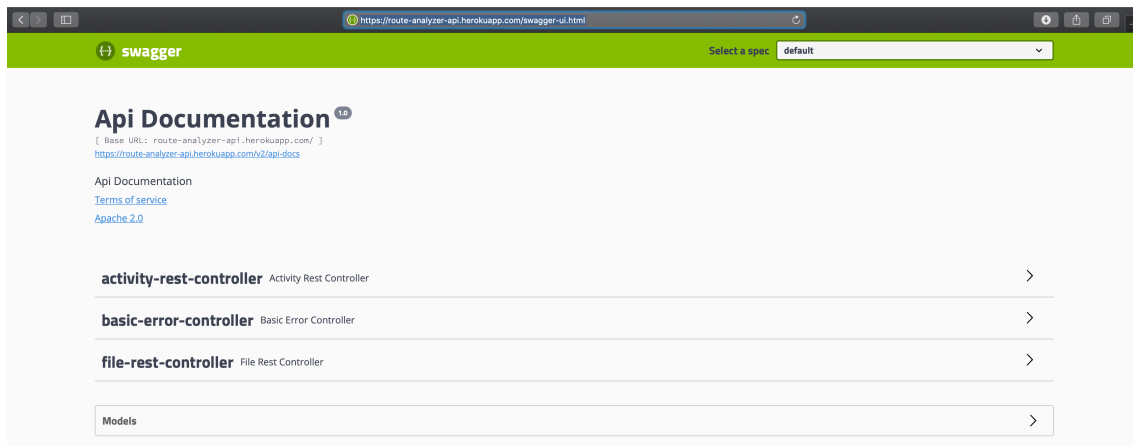 https://route-analyzer-api.herokuapp.com/swagger-ui.html
swagger
Select a spec default
Api Documentation 1.0
[ Base URL: route-analyzer-api.herokuapp.com/ ]
https://route-analyzer-api.herokuapp.com/v2/api-docs
Api Documentation
Terms of service
Apache 2.0
activity-rest-controller Activity Rest Controller
basic-error-controller Basic Error Controller
file-rest-controller File Rest Controller
Models